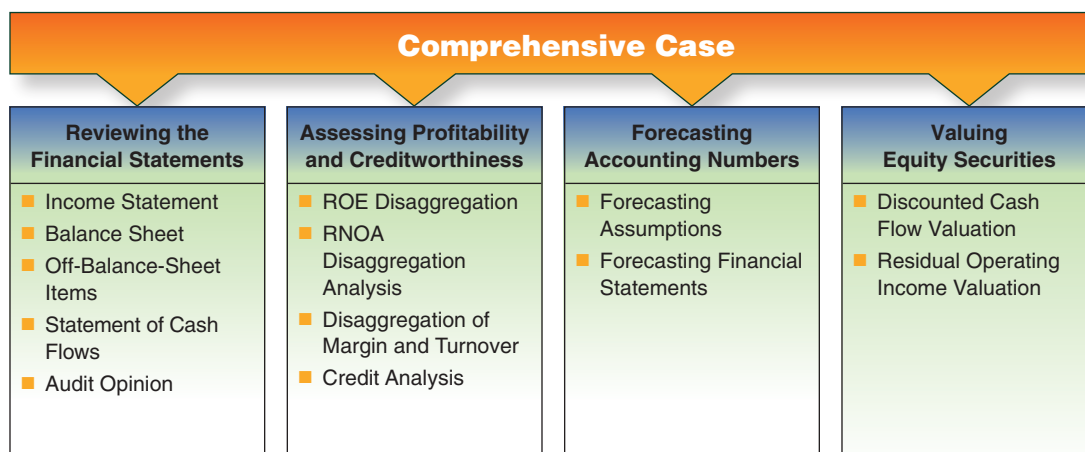 Comprehensive Case
Reviewing the
Financial Statements
Income Statement
Balance Sheet
Off-Balance-Sheet
Items
Statement of Cash
Flows
Audit Opinion
Assessing Profitability
and Creditworthiness
ROE Disaggregation
RNOA
Disaggregation
Analysis
Disaggregation of
Margin and Turnover
Credit Analysis
Forecasting
Accounting Numbers
Forecasting
Assumptions
Forecasting Financial
Statements
Valuing
Equity Securities
Discounted Cash
Flow Valuation
Residual Operating
Income Valuation